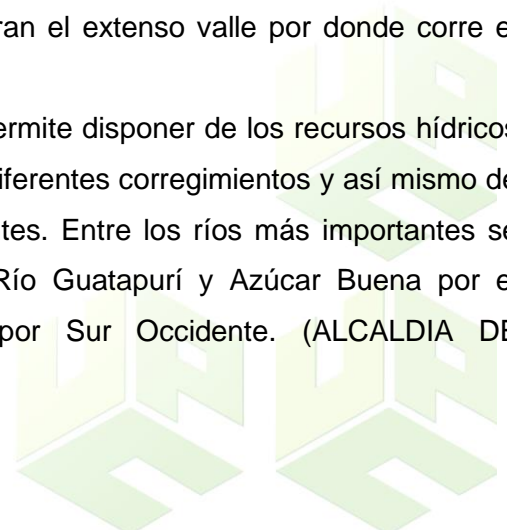 ran el extenso valle por donde corre e
ermite disponer de los recursos hídricos
iferentes corregimientos y así mismo de
tes. Entre los ríos más importantes se
Río Guatapurí y Azúcar Buena por e
por Sur Occidente. (ALCALDIA DE